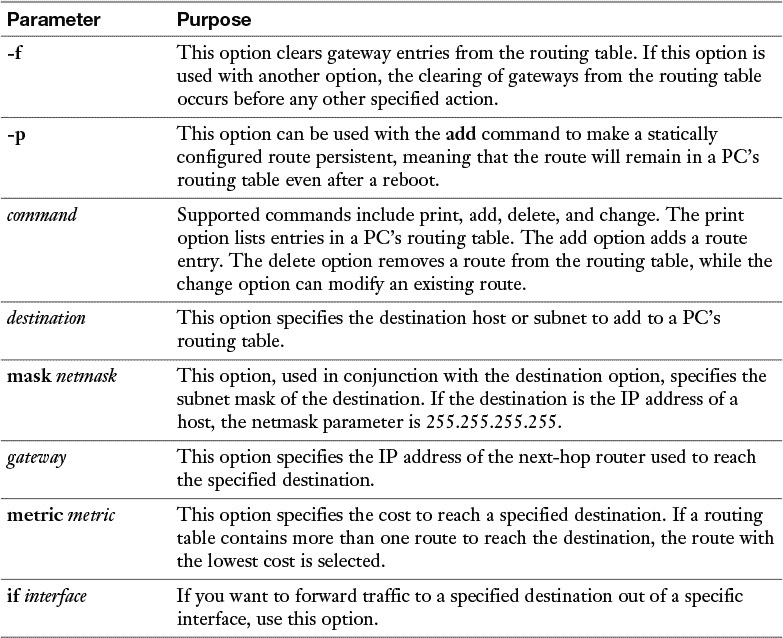 Parameter Purpose
-f This option clears gateway entries from the routing table. If this option is
used with another option, the clearing of gateways from the routing table
occurs before any other specified action.
-p This option can be used with the add command to make a statically
configured route persistent, meaning that the route will remain in a PC's
routing table even after a reboot.
command Supported commands include print, add, delete, and change. The print
option lists entries in a PC's routing table. The add option adds a route
entry. The delete option removes a route from the routing table, while the
change option can modify an existing route.
destination This option specifies the destination host or subnet to add to a PC's
routing table.
mask netmask This option, used in conjunction with the destination option, specifies the
subnet mask of the destination. If the destination is the IP address of a
host, the netmask parameter is 255.255.255.255.
gateway This option specifies the IP address of the next-hop router used to reach
the specified destination.
metric metric This option specifies the cost to reach a specified destination. If a routing
table contains more than one route to reach the destination, the route with
the lowest cost is selected.
if interface If you want to forward traffic to a specified destination out of a specific
interface, use this option.